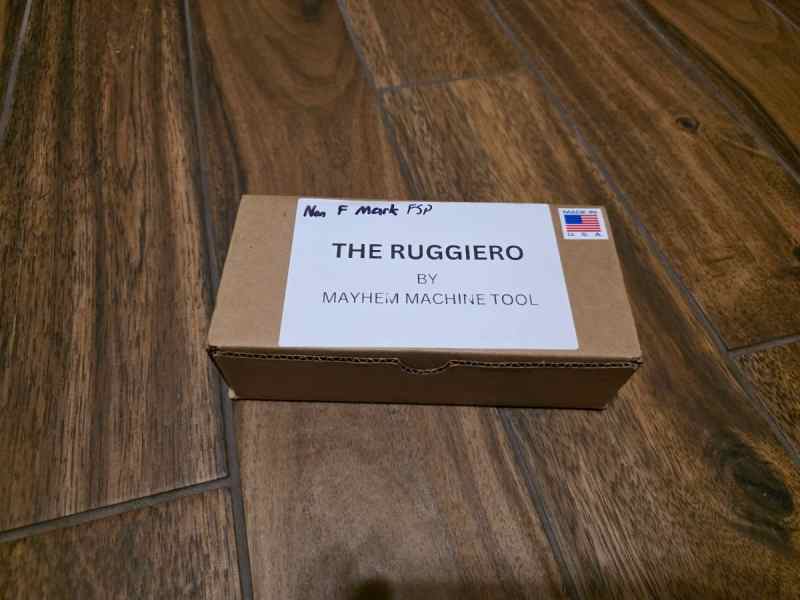 Non F Mark FSP
THE RUGGIERO
BY
MAYHEM MACHINE TOOL
MADE IN
U.S.A